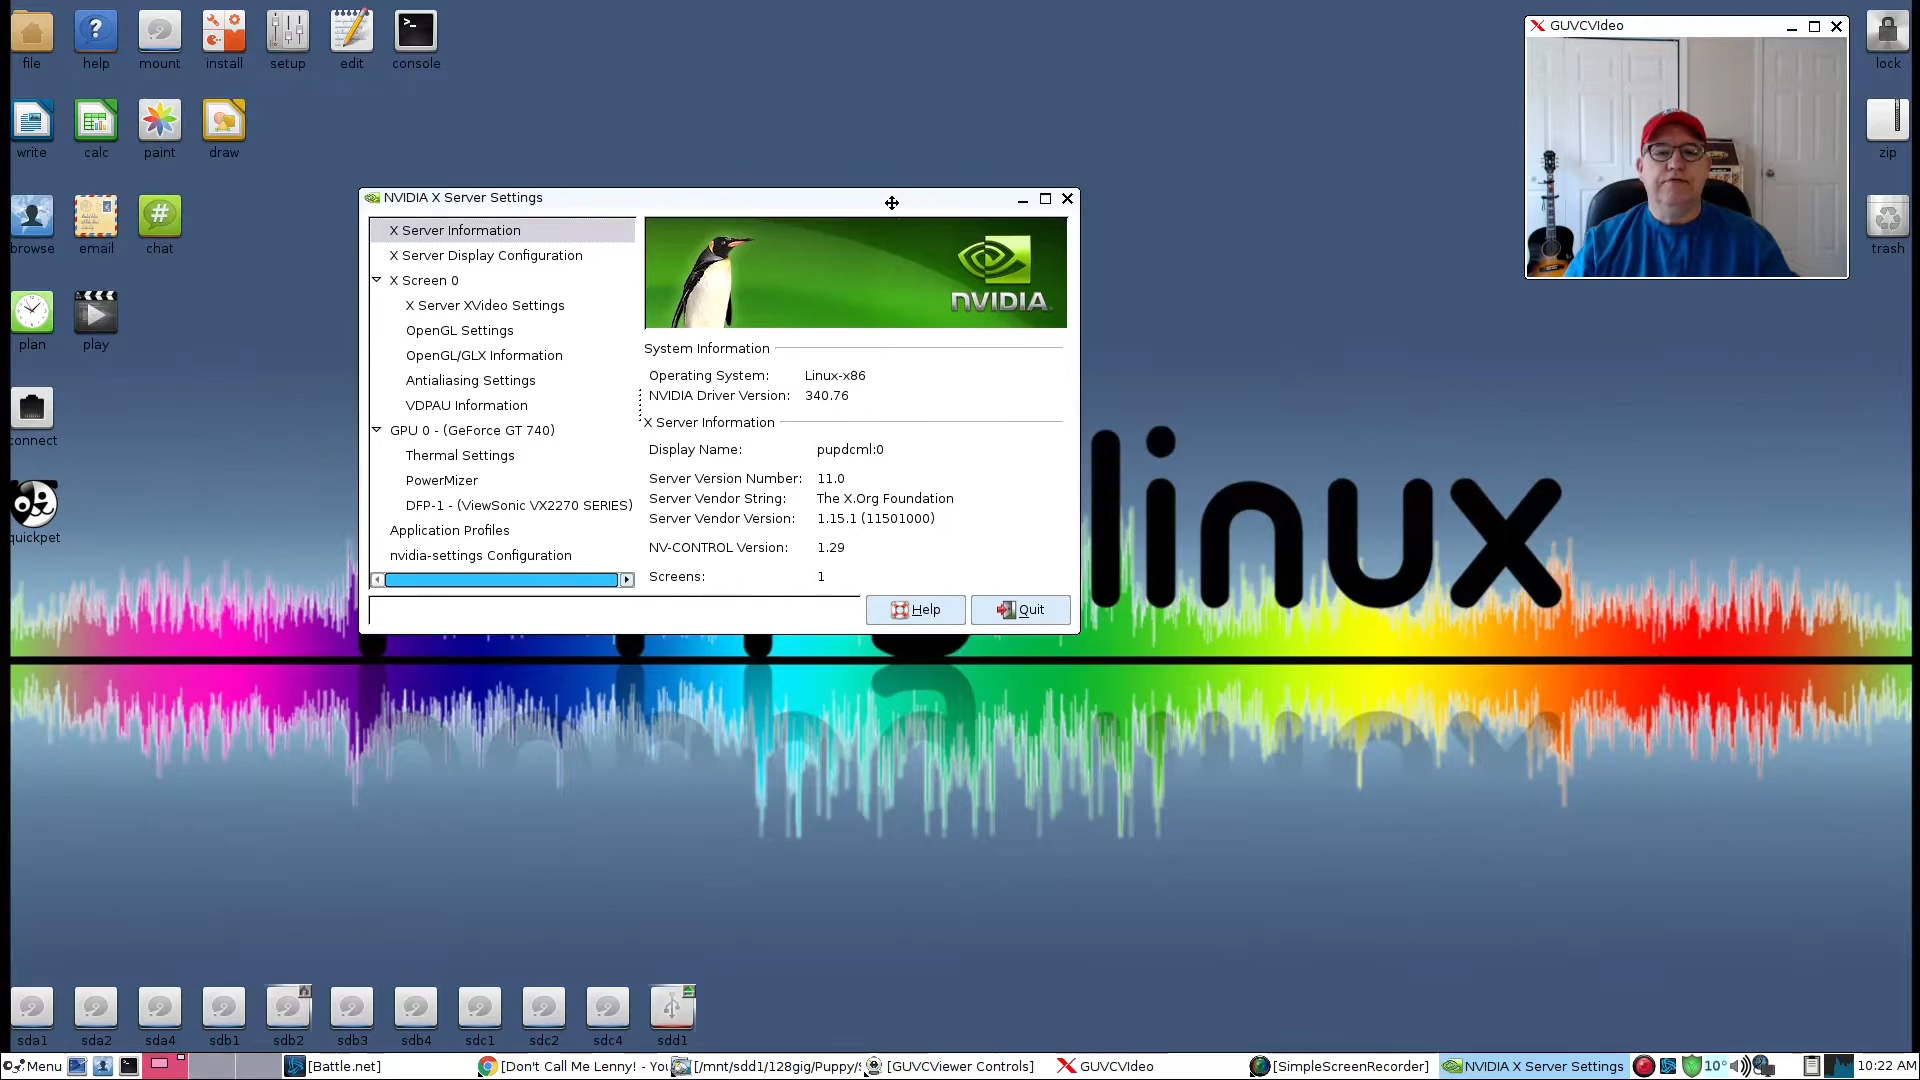 file
help
mount
install
setup
edit
console
GUVCVIdeo
lock
write
calc
paint
draw
zip
browse
email
chat
trash
plan
play
connect
quickpet
NVIDIA X Server Settings
X Server Information
X Server Display Configuration
X Screen 0
X Server XVideo Settings
OpenGL Settings
OpenGL/GLX Information
Antialiasing Settings
VDPAU Information
GPU 0 - (GeForce GT 740)
Thermal Settings
PowerMizer
DFP-1 - (ViewSonic VX2270 SERIES)
Application Profiles
nvidia-settings Configuration
NVIDIA.
System Information
Operating System: Linux-x86
NVIDIA Driver Version: 340.76
X Server Information
Display Name: pupdcml:0
Server Version Number: 11.0
Server Vendor String: The X.Org Foundation
Server Vendor Version: 1.15.1 (11501000)
NV-CONTROL Version: 1.29
Screens: 1
Help
Quit
linux
sda1
sda2
sda4
sdb1
sdb2
sdb3
sdb4
sdc1
sdc2
sdc4
sdd1
Menu
[Battle.net]
[Don't Call Me Lenny! - You
[/mnt/sdd1/128gig/Puppy/S
[GUVCViewer Controls]
GUVCVIdeo
[SimpleScreenRecorder]
NVIDIA X Server Settings
10°
10:22 AM